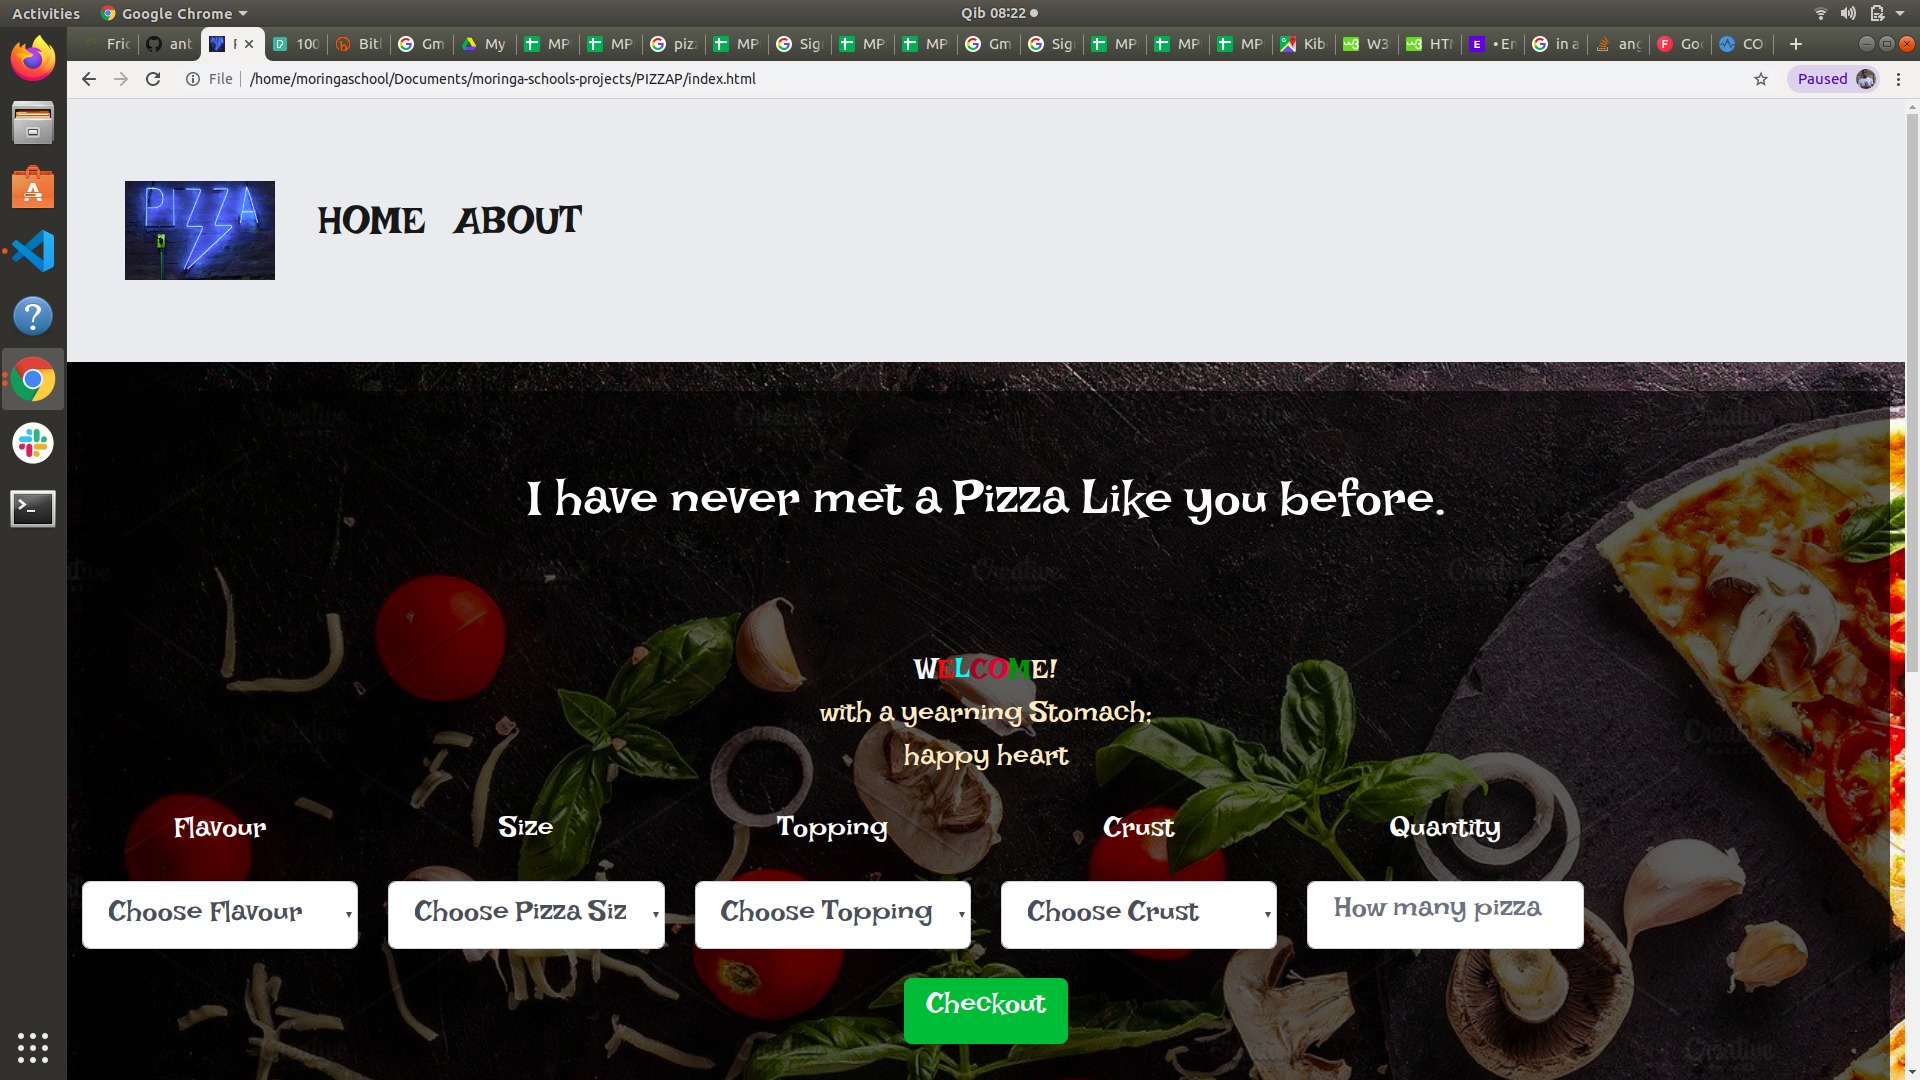 Activities Google Chrome Qib 08:22
Fric ant F 100 Bitl Gm My MP MP piz MP Sig MP MP Gm Sig MP MP MP Kib W3 HTM • En in a ang Goo CO
File /home/moringaschool/Documents/moringa-schools-projects/PIZZAP/index.html Paused
PIZZA
HOME ABOUT
I have never met a Pizza Like you before.
WELCOME!
with a yearning Stomach;
happy heart
Flavour Size Topping Crust Quantity
Choose Flavour Choose Pizza Siz Choose Topping Choose Crust How many pizza
Checkout